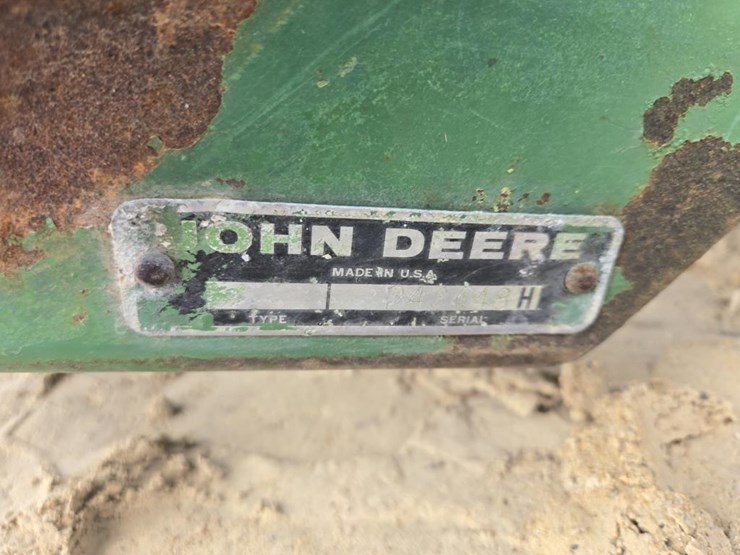 JOHN DEERE
MADE IN U.S.A.
H
TYPE SERIAL